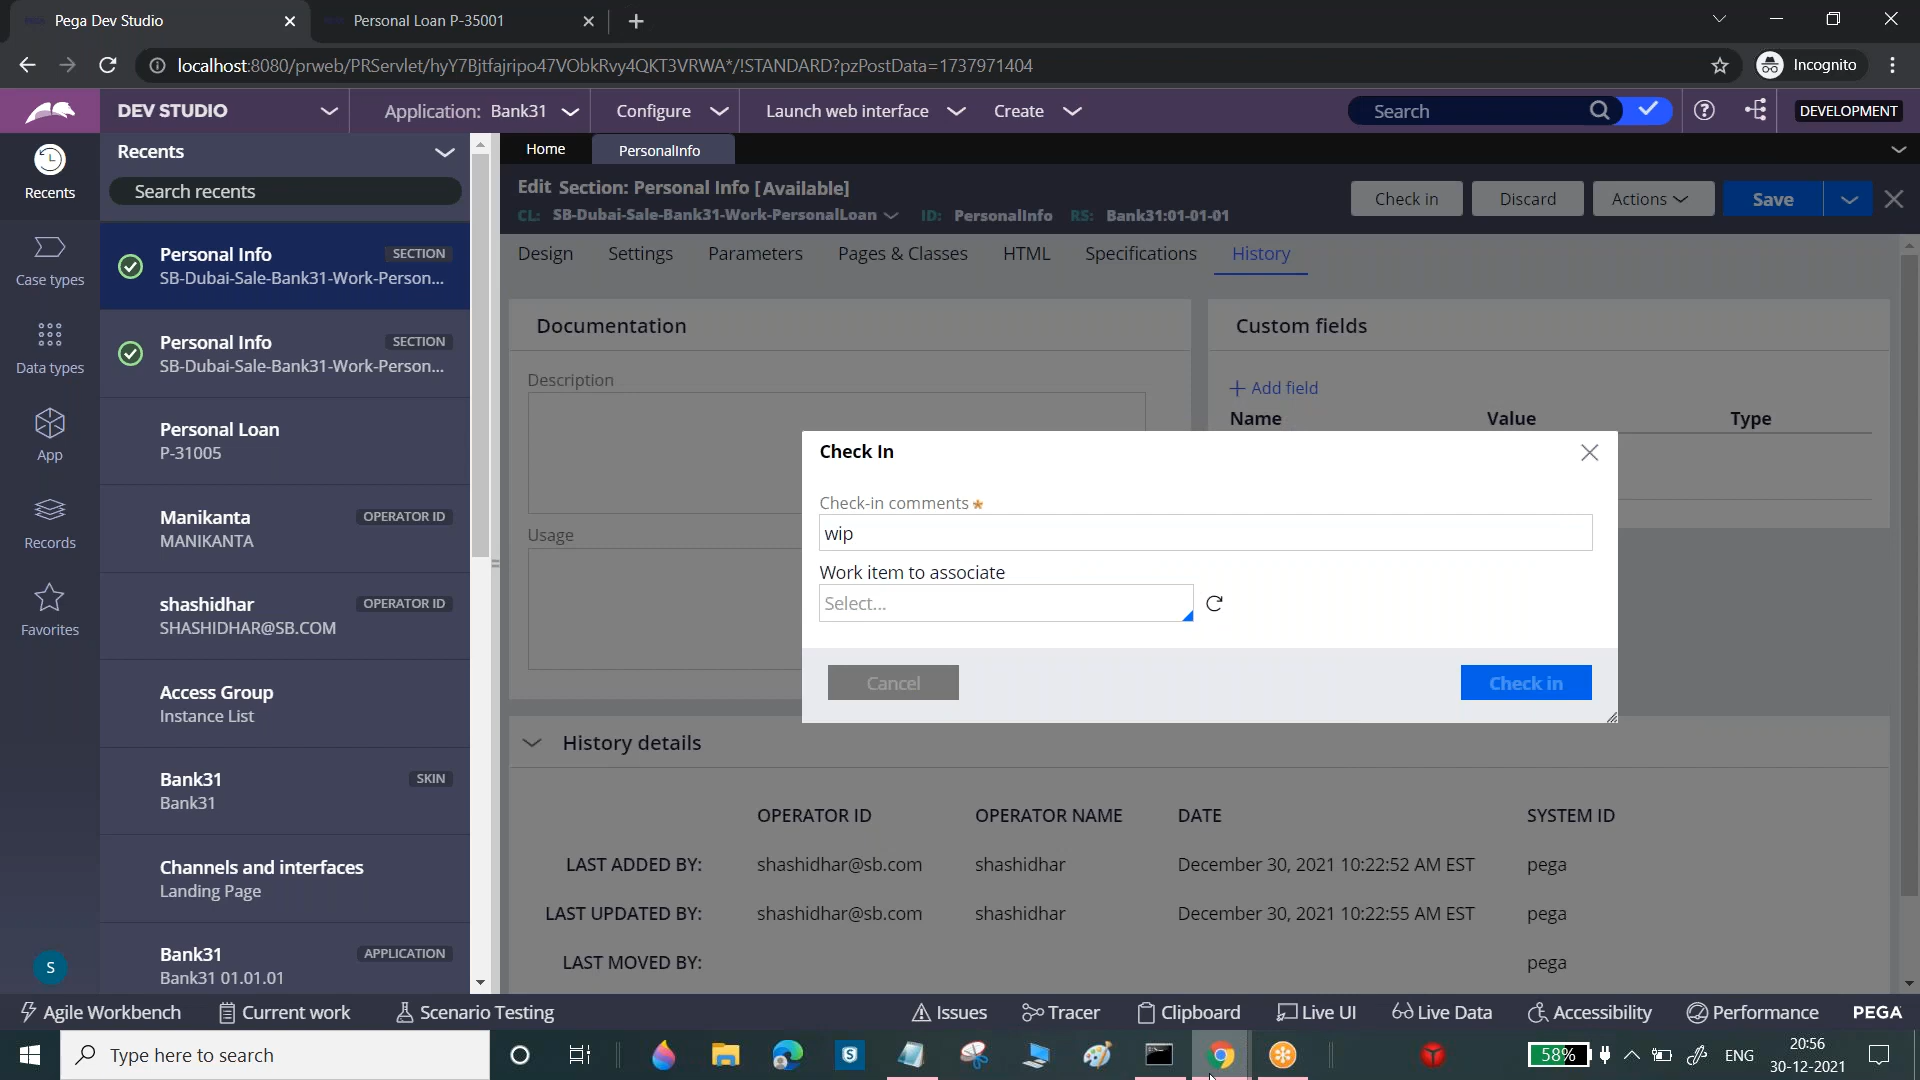 Pega Dev Studio
Personal Loan P-35001
localhost:8080/prweb/PRServlet/hyY7Bjtfajripo47VObkRvy4QKT3VRWA*/!STANDARD?pzPostData=1737971404
Incognito
DEV STUDIO
Application: Bank31
Configure
Launch web interface
Create
Search
DEVELOPMENT
Recents
Search recents
Recents
Case types
Data types
App
Records
Favorites
S
Personal Info SECTION
SB-Dubai-Sale-Bank31-Work-Person...
Personal Info SECTION
SB-Dubai-Sale-Bank31-Work-Person...
Personal Loan
P-31005
Manikanta OPERATOR ID
MANIKANTA
shashidhar OPERATOR ID
SHASHIDHAR@SB.COM
Access Group
Instance List
Bank31 SKIN
Bank31
Channels and interfaces
Landing Page
Bank31 APPLICATION
Bank31 01.01.01
Home
PersonalInfo
Edit Section: Personal Info [Available]
CL: SB-Dubai-Sale-Bank31-Work-PersonalLoan ID: PersonalInfo RS: Bank31:01-01-01
Check in
Discard
Actions
Save
Design
Settings
Parameters
Pages & Classes
HTML
Specifications
History
Documentation
Description
Usage
Custom fields
+ Add field
Name Value Type
Check In
Check-in comments *
wip
Work item to associate
Select...
Cancel
Check in
History details
OPERATOR ID OPERATOR NAME DATE SYSTEM ID
LAST ADDED BY: shashidhar@sb.com shashidhar December 30, 2021 10:22:52 AM EST pega
LAST UPDATED BY: shashidhar@sb.com shashidhar December 30, 2021 10:22:55 AM EST pega
LAST MOVED BY: pega
Agile Workbench
Current work
Scenario Testing
Issues
Tracer
Clipboard
Live UI
Live Data
Accessibility
Performance
PEGA
Type here to search
58%
ENG
20:56
30-12-2021